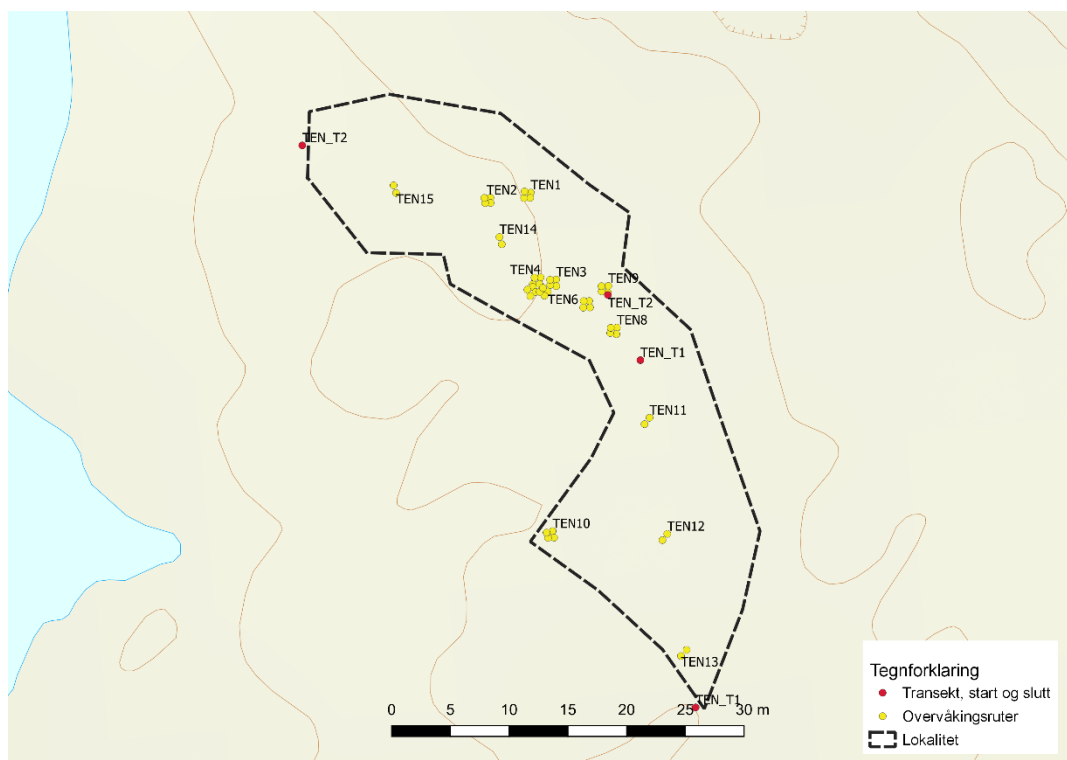 TEN_T2
TEN2
TEN1
TEN15
TEN14
TEN4
TEN3
TEN9
TEN6
TEN_T2
TEN8
TEN_T1
TEN11
TEN10
TEN12
TEN13
TEN_T1
0 5 10 15 20 25 30 m
Tegnforklaring
Transekt, start og slutt
Overvåkingsruter
Lokalitet